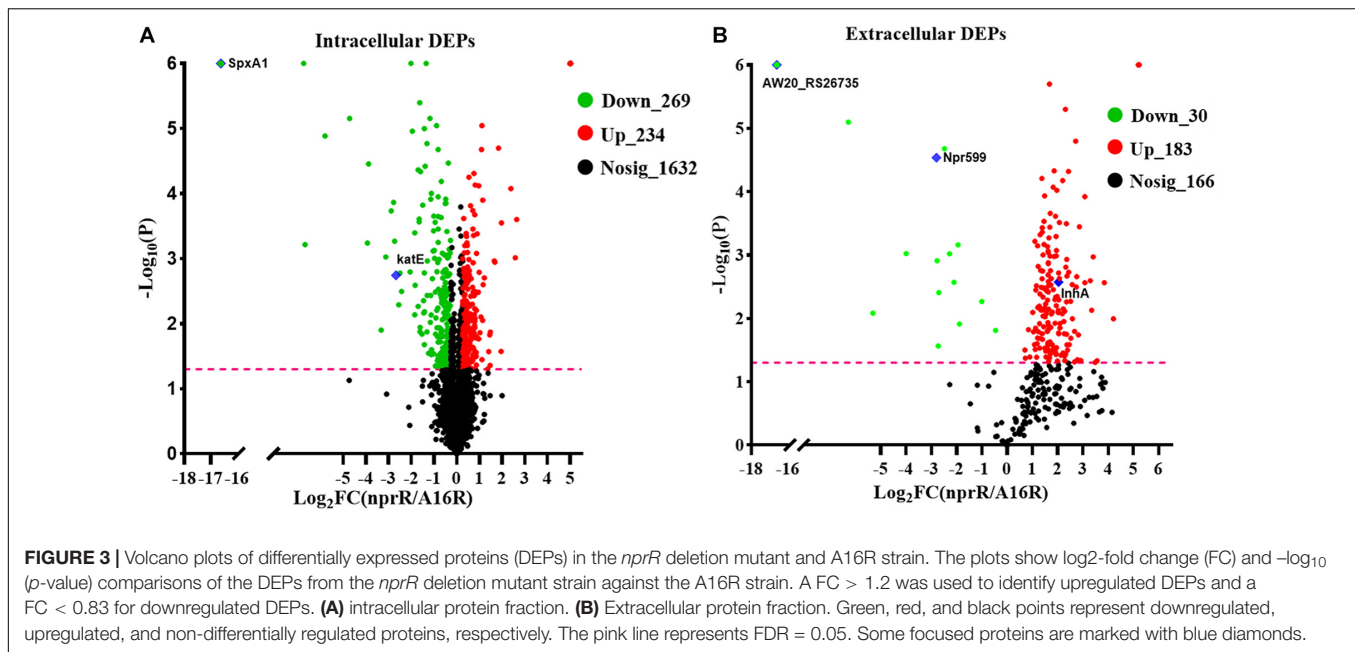 A
Intracellular DEPs
6
5
4
3
2
1
0
-Log10(P)
SpxA1
katE
Down_269
Up_234
Nosig_1632
-18 -17 -16 -5 -4 -3 -2 -1 0 1 2 3 4 5
Log2FC(nprR/A16R)
B
Extracellular DEPs
6
5
4
3
2
1
0
-Log10(P)
AW20_RS26735
Npr599
InhA
Down_30
Up_183
Nosig_166
-18 -16 -5 -4 -3 -2 -1 0 1 2 3 4 5 6
Log2FC(nprR/A16R)
FIGURE 3 | Volcano plots of differentially expressed proteins (DEPs) in the nprR deletion mutant and A16R strain. The plots show log2-fold change (FC) and –log10
(p-value) comparisons of the DEPs from the nprR deletion mutant strain against the A16R strain. A FC > 1.2 was used to identify upregulated DEPs and a
FC < 0.83 for downregulated DEPs. (A) intracellular protein fraction. (B) Extracellular protein fraction. Green, red, and black points represent downregulated,
upregulated, and non-differentially regulated proteins, respectively. The pink line represents FDR = 0.05. Some focused proteins are marked with blue diamonds.